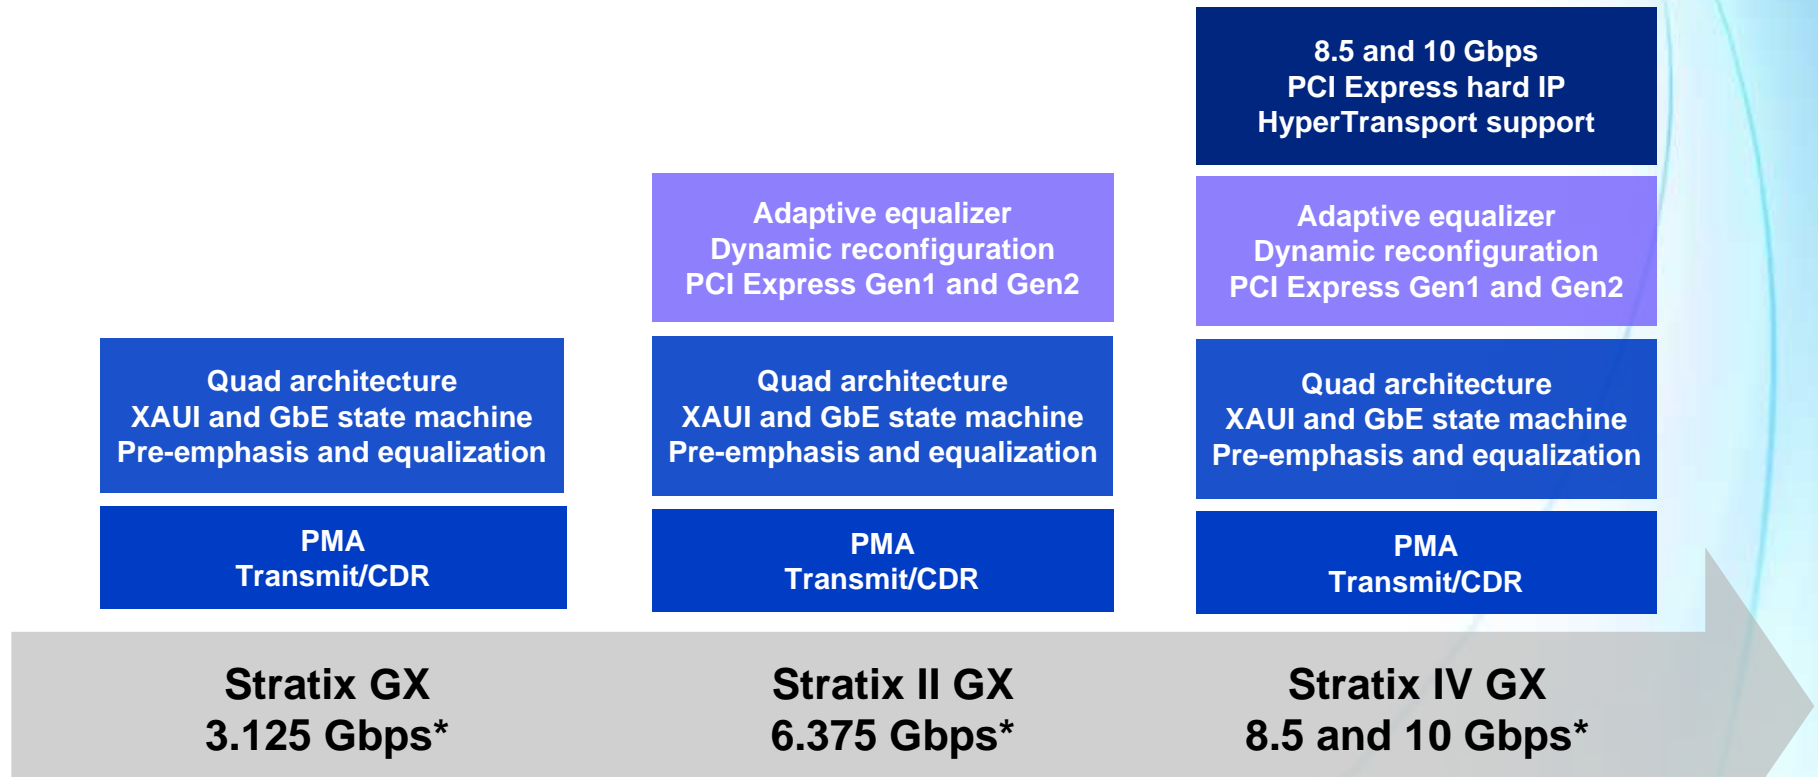 8.5 and 10 Gbps
PCI Express hard IP
HyperTransport support
Adaptive equalizer
Dynamic reconfiguration
PCI Express Gen1 and Gen2
Adaptive equalizer
Dynamic reconfiguration
PCI Express Gen1 and Gen2
Quad architecture
XAUI and GbE state machine
Pre-emphasis and equalization
Quad architecture
XAUI and GbE state machine
Pre-emphasis and equalization
Quad architecture
XAUI and GbE state machine
Pre-emphasis and equalization
PMA
Transmit/CDR
PMA
Transmit/CDR
PMA
Transmit/CDR
Stratix GX
3.125 Gbps*
Stratix II GX
6.375 Gbps*
Stratix IV GX
8.5 and 10 Gbps*